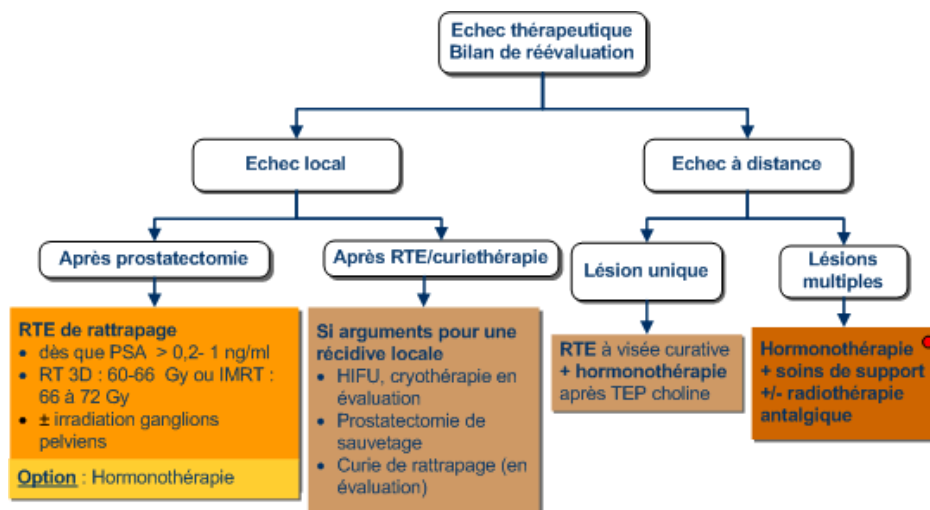 Echec thérapeutique
Bilan de réévaluation
Echec local
Echec à distance
Après prostatectomie
Après RTE/curiethérapie
Lésion unique
Lésions
multiples
RTE de rattrapage
• dès que PSA > 0,2- 1 ng/ml
• RT 3D : 60-66 Gy ou IMRT :
66 à 72 Gy
• ± irradiation ganglions
pelviens
Option : Hormonothérapie
Si arguments pour une
récidive locale
• HIFU, cryothérapie en
évaluation
• Prostatectomie de
sauvetage
• Curie de rattrapage (en
évaluation)
RTE à visée curative
+ hormonothérapie
après TEP choline
Hormonothérapie
+ soins de support
+/- radiothérapie
antalgique